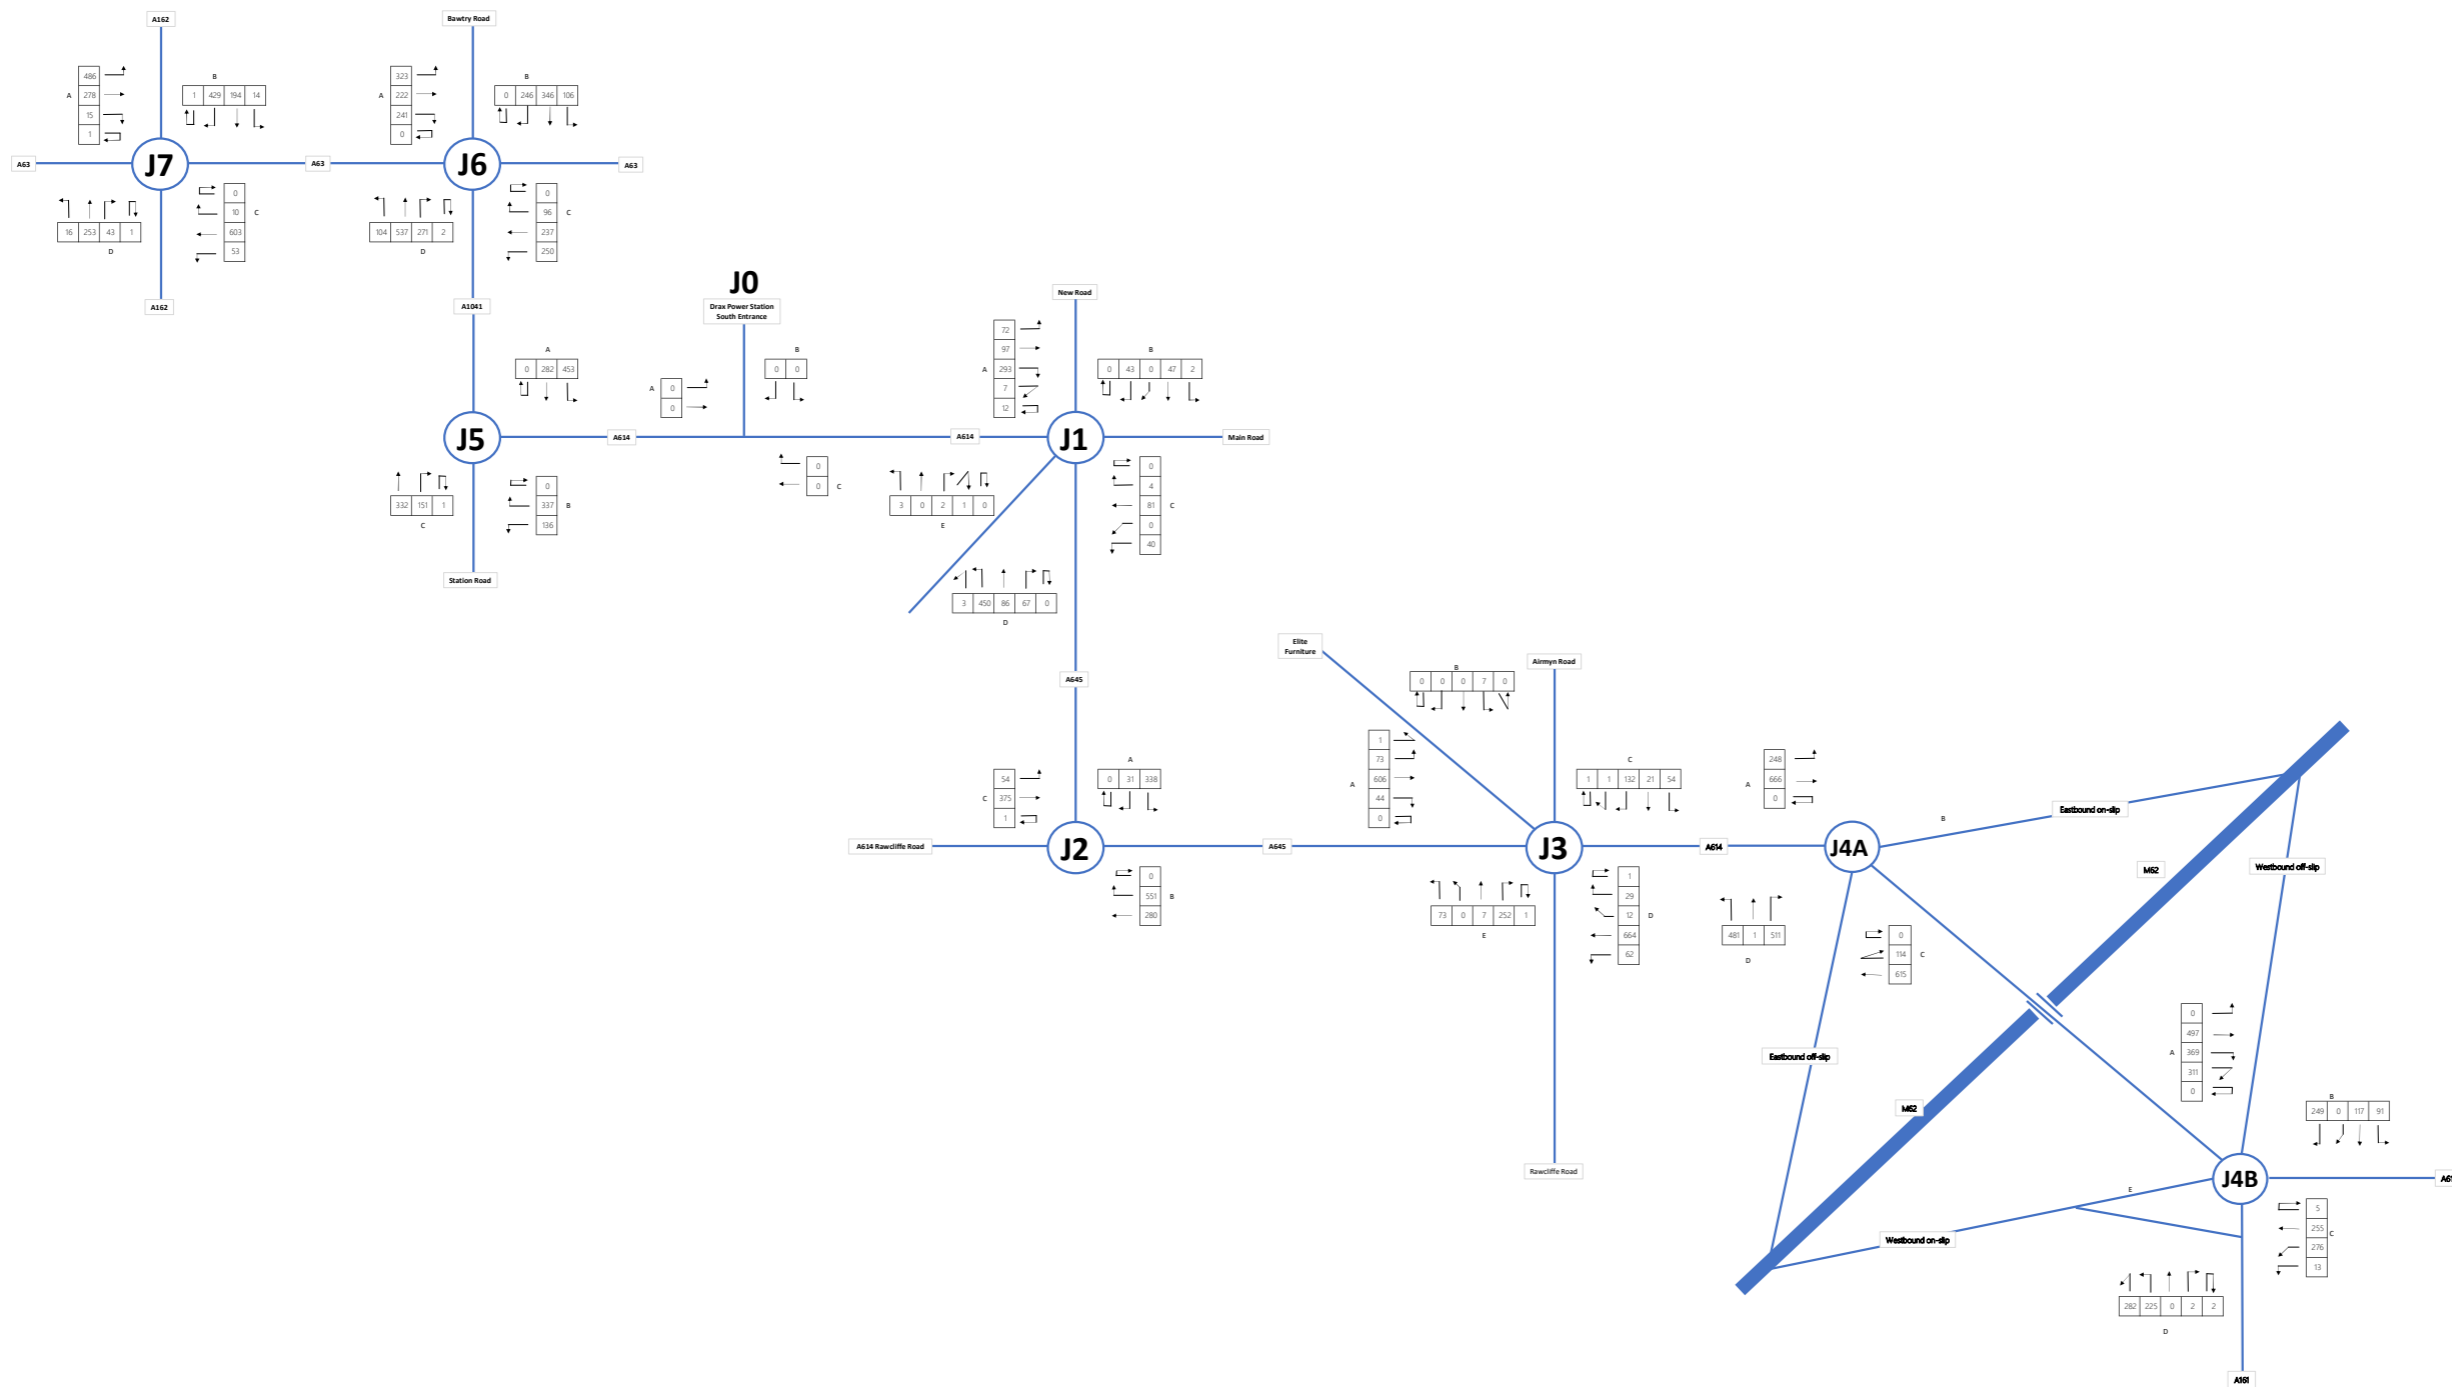 A162
Bawtry Road
486
A 278
15
1
B
1 429 194 14
323
A 222
241
0
B
0 246 346 106
A63
J7
A63
J6
A63
16 253 43 1
D
0
10 C
603
53
104 537 271 2
D
0
96 C
237
250
A162
A1041
J0
Drax Power Station
South Entrance
New Road
A
0 282 453
A 0
0
B
0 0
72
97
A 293
7
12
B
0 43 0 47 2
J5
A614
A614
J1
Main Road
332 151 1
C
0
337 B
136
0
0 C
3 0 2 1 0
E
0
4
81 C
0
40
Station Road
3 450 86 67 0
D
A645
Elite
Furniture
Airmyn Road
B
0 0 0 7 0
54
C 375
1
A
0 31 338
1
73
A 606
44
0
C
1 1 132 21 54
248
A 666
0
B
Eastbound on-slip
A614 Rawcliffe Road
J2
A645
J3
A614
J4A
M62
Westbound off-slip
0
551 B
280
73 0 7 252 1
E
1
29
12 D
664
62
481 1 511
D
0
114 C
615
Eastbound off-slip
0
497
A 369
311
0
M62
B
249 0 117 91
Rawcliffe Road
J4B
A61
E
Westbound on-slip
5
255 C
276
13
282 225 0 2 2
D
A161